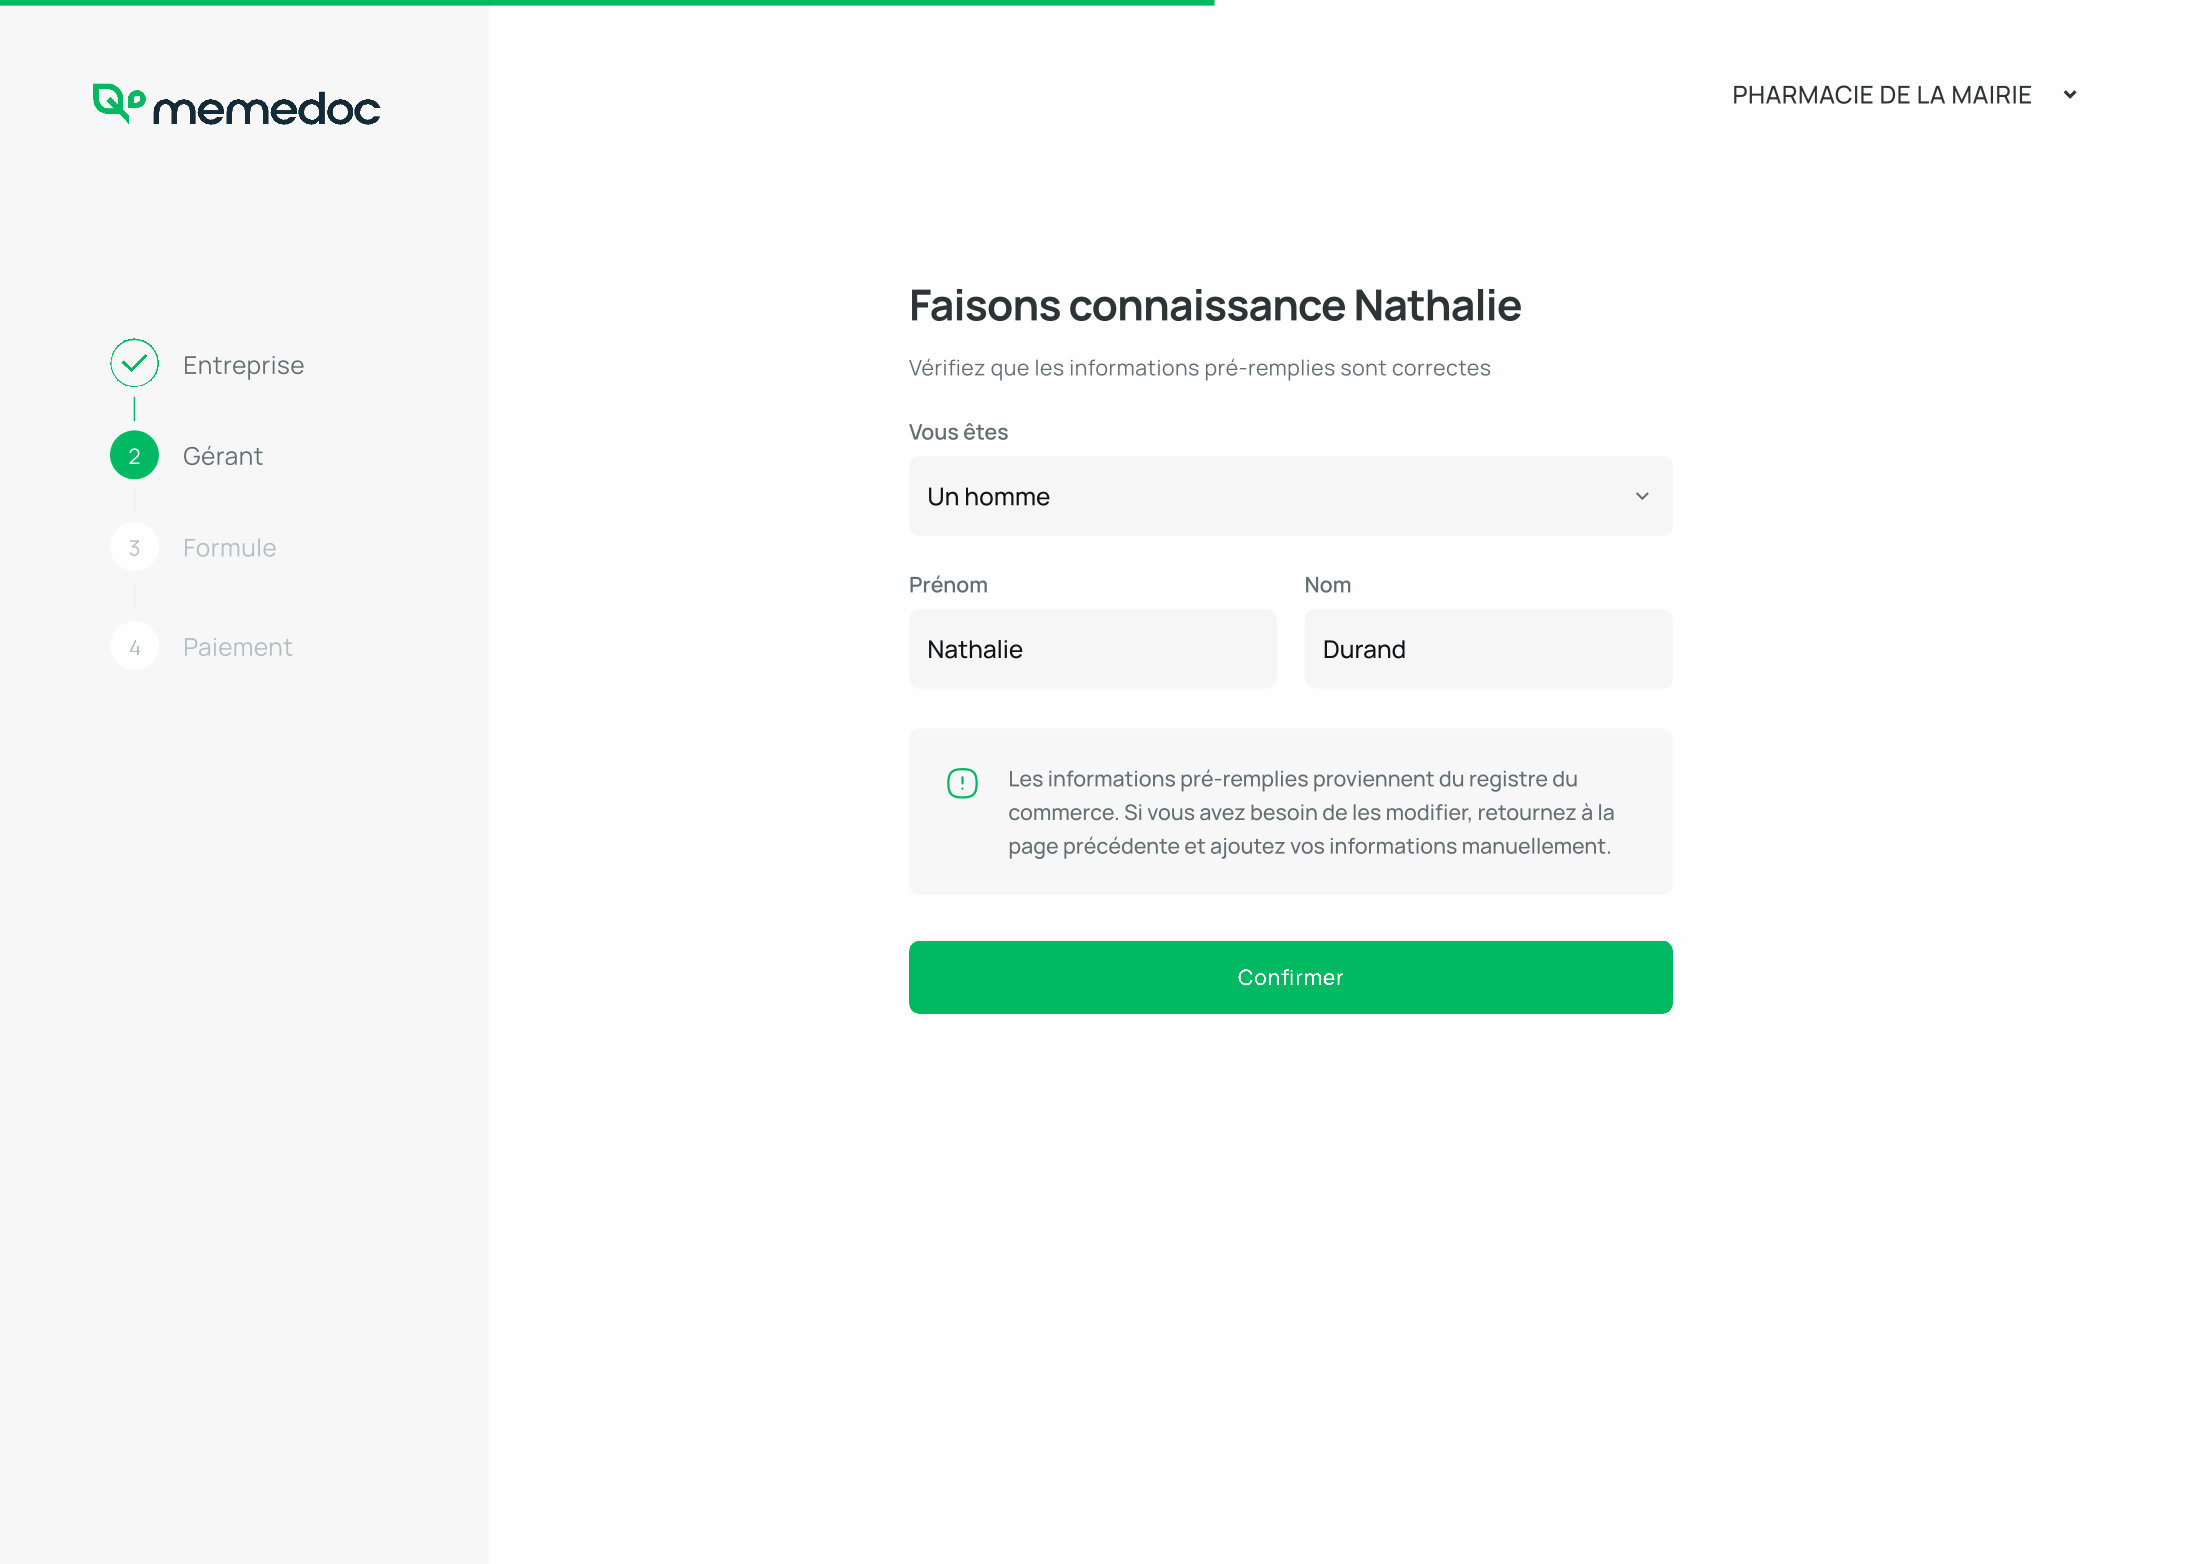 memedoc
PHARMACIE DE LA MAIRIE
Entreprise
2 Gérant
3 Formule
4 Paiement
Faisons connaissance Nathalie
Vérifiez que les informations pré-remplies sont correctes
Vous êtes
Un homme
Prénom Nom
Nathalie Durand
Les informations pré-remplies proviennent du registre du
commerce. Si vous avez besoin de les modifier, retournez à la
page précédente et ajoutez vos informations manuellement.
Confirmer